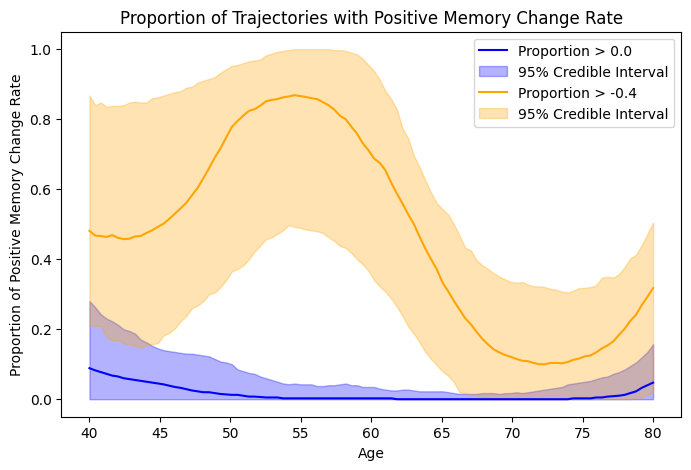 Proportion of Trajectories with Positive Memory Change Rate
Proportion of Positive Memory Change Rate
1.0
0.8
0.6
0.4
0.2
0.0
Proportion > 0.0
95% Credible Interval
Proportion > -0.4
95% Credible Interval
40 45 50 55 60 65 70 75 80
Age